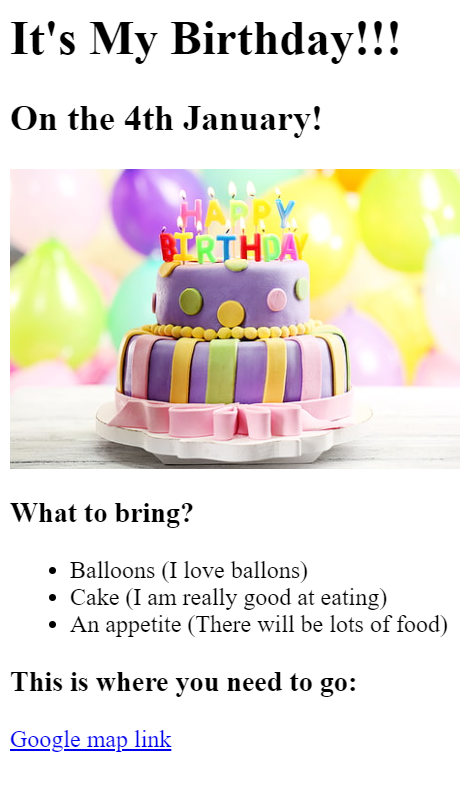 It's My Birthday!!!
On the 4th January!
HAPPY
BIRTHDAY
What to bring?
Balloons (I love ballons)
Cake (I am really good at eating)
An appetite (There will be lots of food)
This is where you need to go:
Google map link